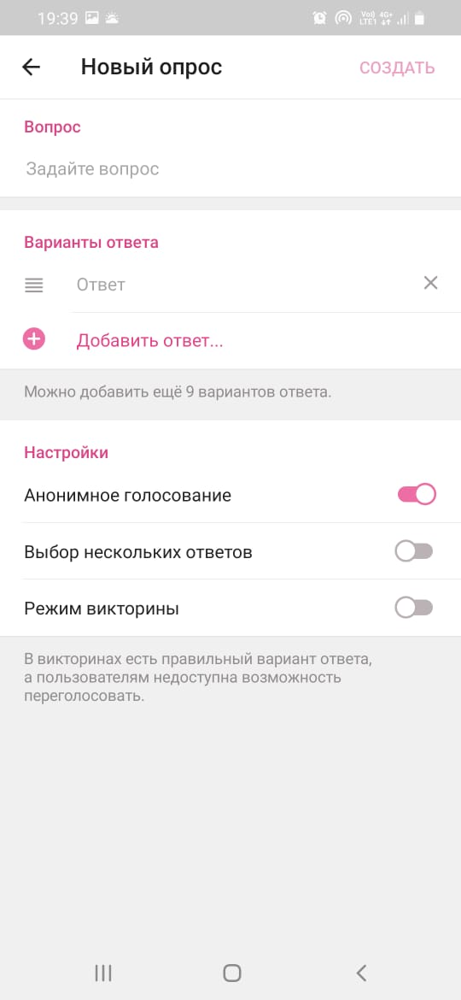 19:39
Vo)) 4G+
LTE1
Новый опрос
СОЗДАТЬ
Вопрос
Задайте вопрос
Варианты ответа
Ответ
Добавить ответ...
Можно добавить ещё 9 вариантов ответа.
Настройки
Анонимное голосование
Выбор нескольких ответов
Режим викторины
В викторинах есть правильный вариант ответа,
а пользователям недоступна возможность
переголосовать.